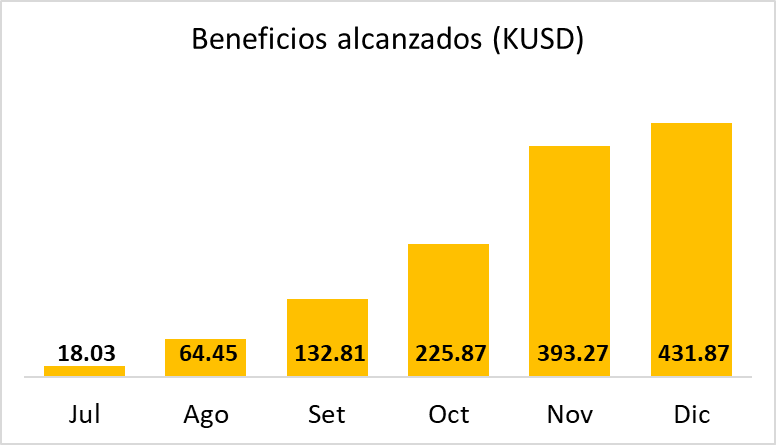 Beneficios alcanzados (KUSD)
18.03 64.45 132.81 225.87 393.27 431.87
Jul Ago Set Oct Nov Dic